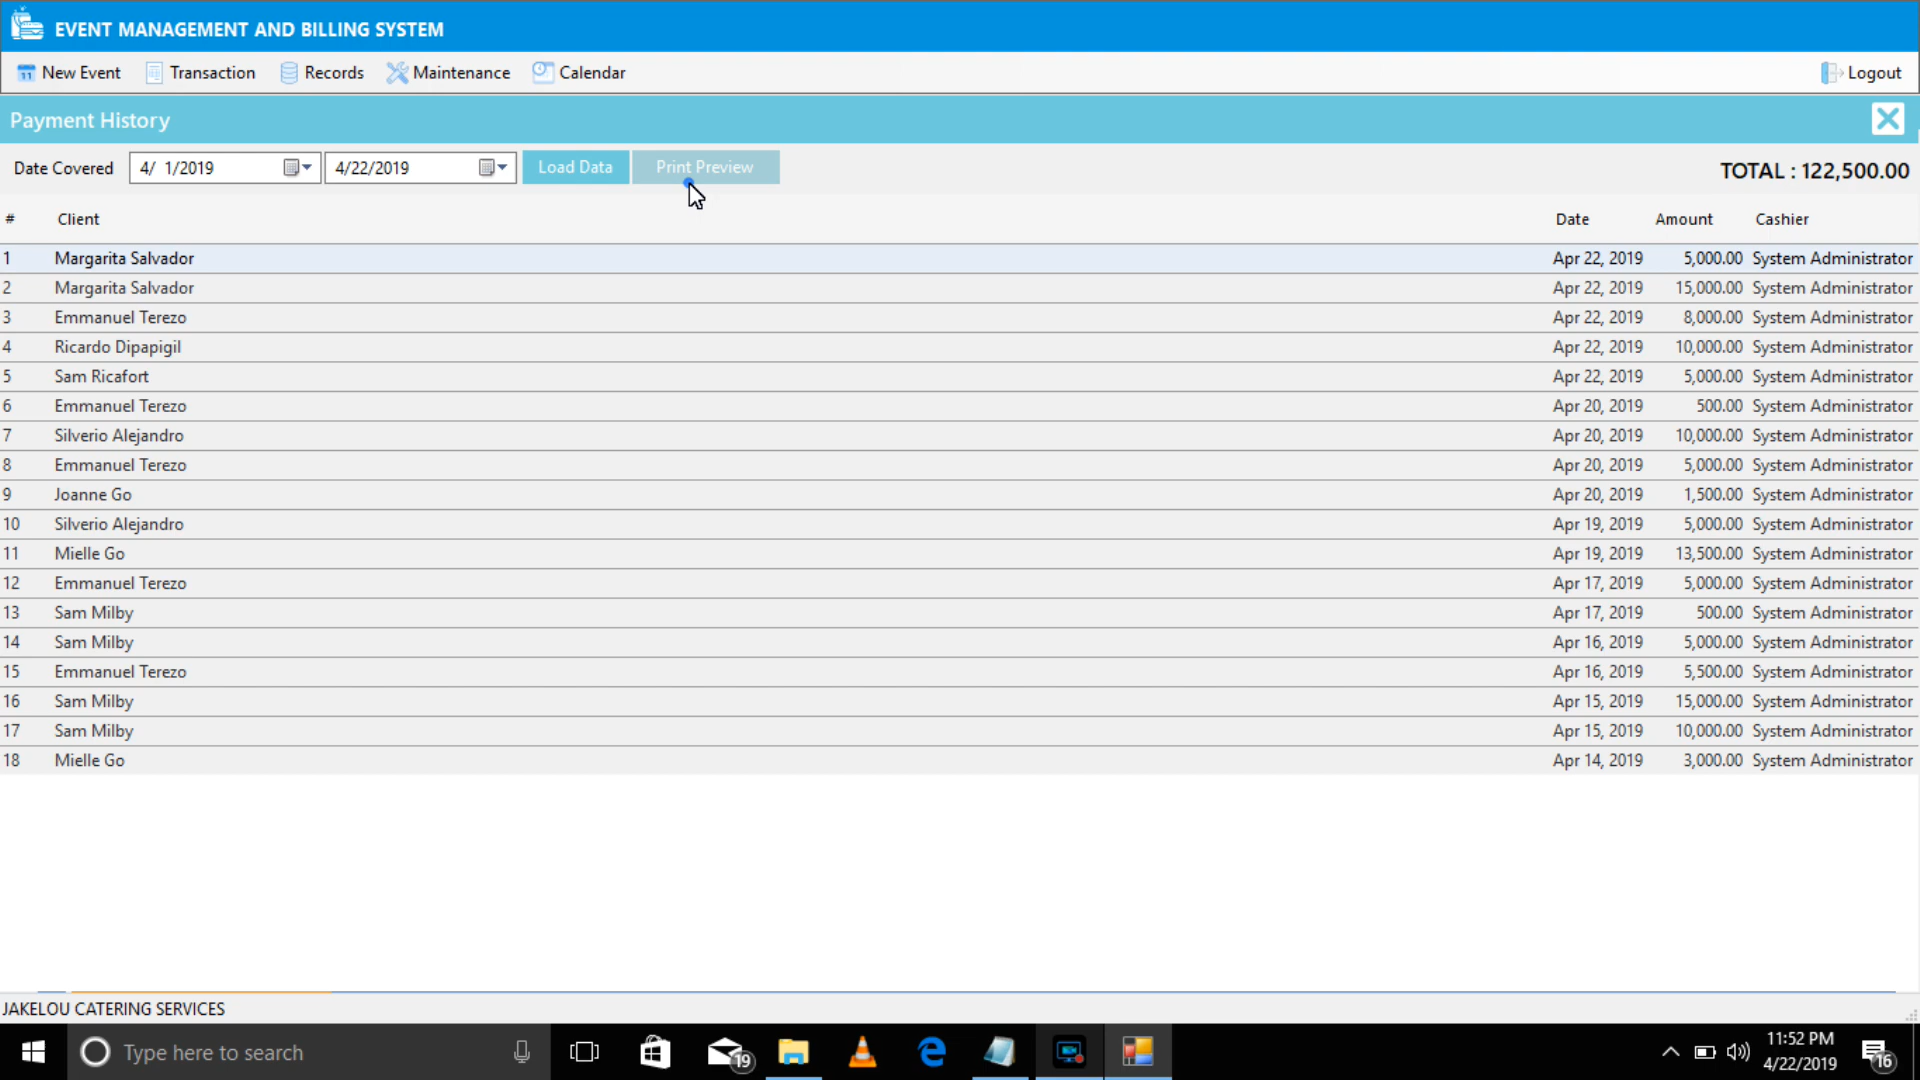 EVENT MANAGEMENT AND BILLING SYSTEM
New Event Transaction Records Maintenance Calendar Logout
Payment History
Date Covered 4/ 1/2019 4/22/2019 Load Data Print Preview TOTAL : 122,500.00
# Client Date Amount Cashier
1 Margarita Salvador Apr 22, 2019 5,000.00 System Administrator
2 Margarita Salvador Apr 22, 2019 15,000.00 System Administrator
3 Emmanuel Terezo Apr 22, 2019 8,000.00 System Administrator
4 Ricardo Dipapigil Apr 22, 2019 10,000.00 System Administrator
5 Sam Ricafort Apr 22, 2019 5,000.00 System Administrator
6 Emmanuel Terezo Apr 20, 2019 500.00 System Administrator
7 Silverio Alejandro Apr 20, 2019 10,000.00 System Administrator
8 Emmanuel Terezo Apr 20, 2019 5,000.00 System Administrator
9 Joanne Go Apr 20, 2019 1,500.00 System Administrator
10 Silverio Alejandro Apr 19, 2019 5,000.00 System Administrator
11 Mielle Go Apr 19, 2019 13,500.00 System Administrator
12 Emmanuel Terezo Apr 17, 2019 5,000.00 System Administrator
13 Sam Milby Apr 17, 2019 500.00 System Administrator
14 Sam Milby Apr 16, 2019 5,000.00 System Administrator
15 Emmanuel Terezo Apr 16, 2019 5,500.00 System Administrator
16 Sam Milby Apr 15, 2019 15,000.00 System Administrator
17 Sam Milby Apr 15, 2019 10,000.00 System Administrator
18 Mielle Go Apr 14, 2019 3,000.00 System Administrator
JAKELOU CATERING SERVICES
Type here to search 19 11:52 PM 16
4/22/2019